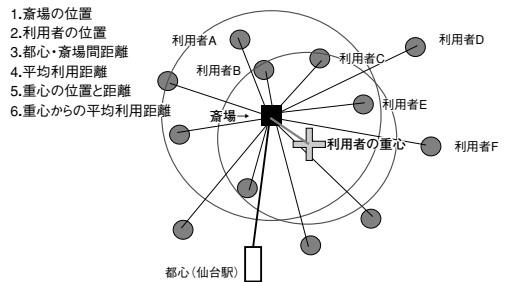 1.斎場の位置
2.利用者の位置
3.都心・斎場間距離
4.平均利用距離
5.重心の位置と距離
6.重心からの平均利用距離
利用者A
利用者B
利用者C
利用者D
利用者E
利用者F
斎場→
利用者の重心
都心（仙台駅）